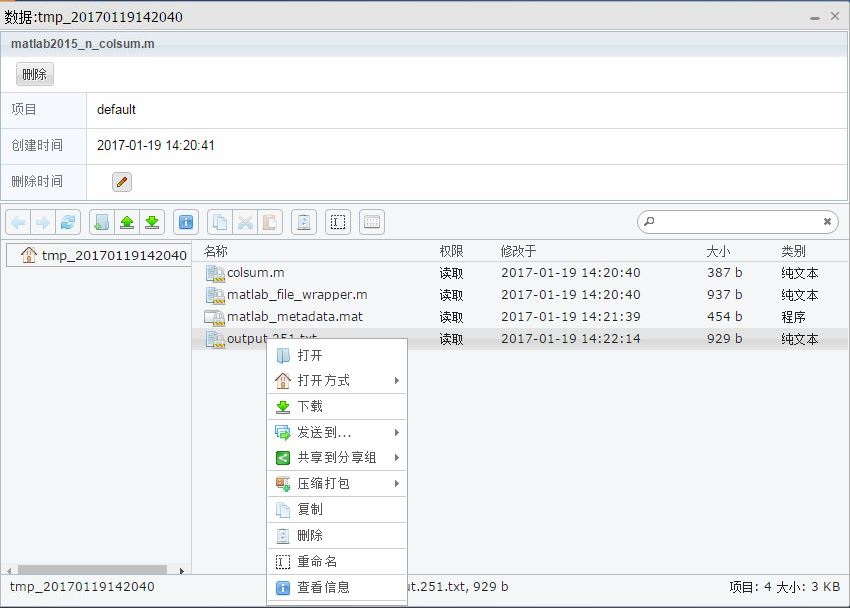 数据:tmp_20170119142040
matlab2015_n_colsum.m
删除
项目 default
创建时间 2017-01-19 14:20:41
删除时间
tmp_20170119142040
名称 权限 修改于 大小 类别
colsum.m 读取 2017-01-19 14:20:40 387 b 纯文本
matlab_file_wrapper.m 读取 2017-01-19 14:20:40 937 b 纯文本
matlab_metadata.mat 读取 2017-01-19 14:21:39 454 b 程序
output.251.txt 读取 2017-01-19 14:22:14 929 b 纯文本
打开
打开方式
下载
发送到...
共享到分享组
压缩打包
复制
删除
重命名
查看信息
tmp_20170119142040 ut.251.txt, 929 b 项目: 4 大小: 3 KB